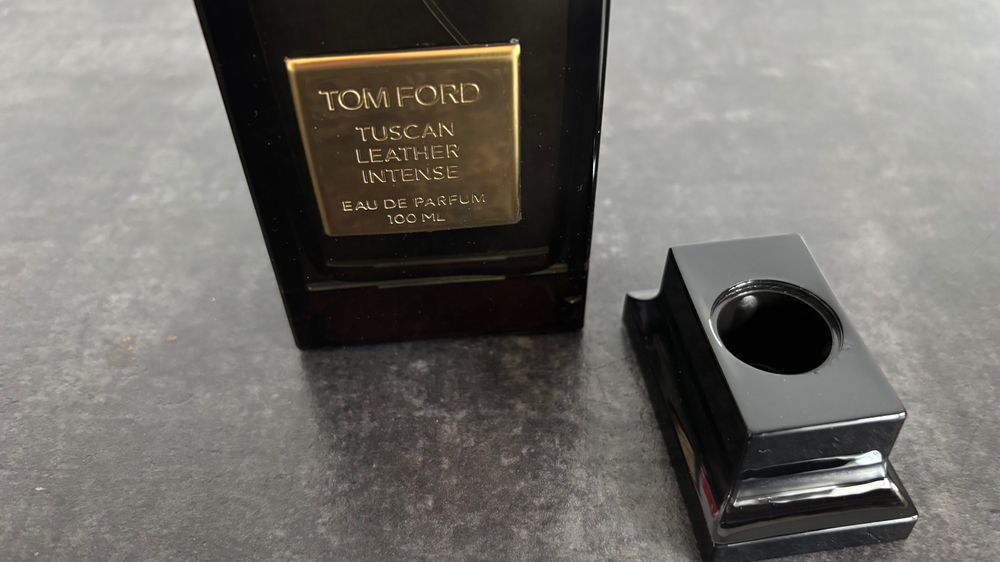 TOM FORD
TUSCAN
LEATHER
INTENSE
EAU DE PARFUM
100 ML